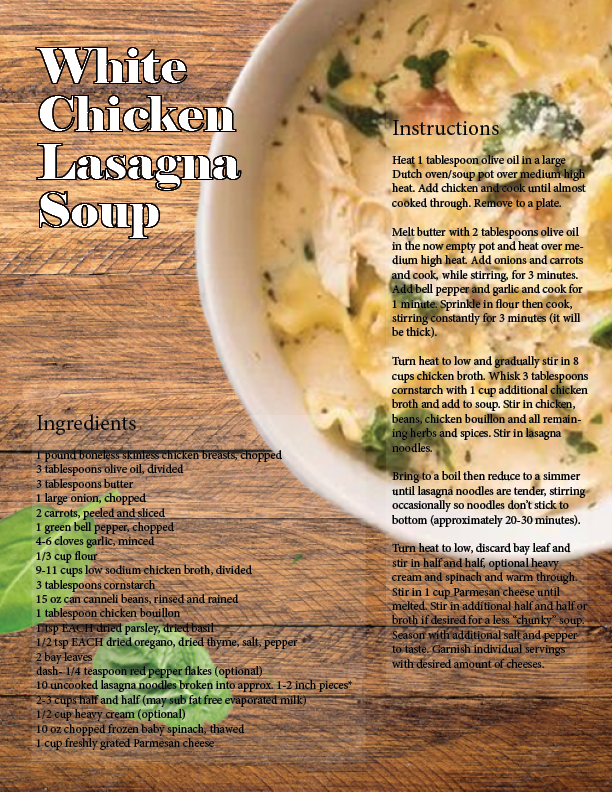 White
Chicken
Lasagna
Soup
Ingredients
1 pound boneless skinless chicken breasts, chopped
3 tablespoons olive oil, divided
3 tablespoons butter
1 large onion, chopped
2 carrots, peeled and sliced
1 green bell pepper, chopped
4-6 cloves garlic, minced
1/3 cup flour
9-11 cups low sodium chicken broth, divided
3 tablespoons cornstarch
15 oz can canneli beans, rinsed and rained
1 tablespoon chicken bouillon
1 tsp EACH dried parsley, dried basil
1/2 tsp EACH dried oregano, dried thyme, salt, pepper
2 bay leaves
dash- 1/4 teaspoon red pepper flakes (optional)
10 uncooked lasagna noodles broken into approx. 1-2 inch pieces*
2-3 cups half and half (may sub fat free evaporated milk)
1/2 cup heavy cream (optional)
10 oz chopped frozen baby spinach, thawed
1 cup freshly grated Parmesan cheese
Instructions
Heat 1 tablespoon olive oil in a large
Dutch oven/soup pot over medium high
heat. Add chicken and cook until almost
cooked through. Remove to a plate.
Melt butter with 2 tablespoons olive oil
in the now empty pot and heat over me-
dium high heat. Add onions and carrots
and cook, while stirring, for 3 minutes.
Add bell pepper and garlic and cook for
1 minute. Sprinkle in flour then cook,
stirring constantly for 3 minutes (it will
be thick).
Turn heat to low and gradually stir in 8
cups chicken broth. Whisk 3 tablespoons
cornstarch with 1 cup additional chicken
broth and add to soup. Stir in chicken,
beans, chicken bouillon and all remain-
ing herbs and spices. Stir in lasagna
noodles.
Bring to a boil then reduce to a simmer
until lasagna noodles are tender, stirring
occasionally so noodles don't stick to
bottom (approximately 20-30 minutes).
Turn heat to low, discard bay leaf and
stir in half and half, optional heavy
cream and spinach and warm through.
Stir in 1 cup Parmesan cheese until
melted. Stir in additional half and half or
broth if desired for a less "chunky" soup.
Season with additional salt and pepper
to taste. Garnish individual servings
with desired amount of cheeses.